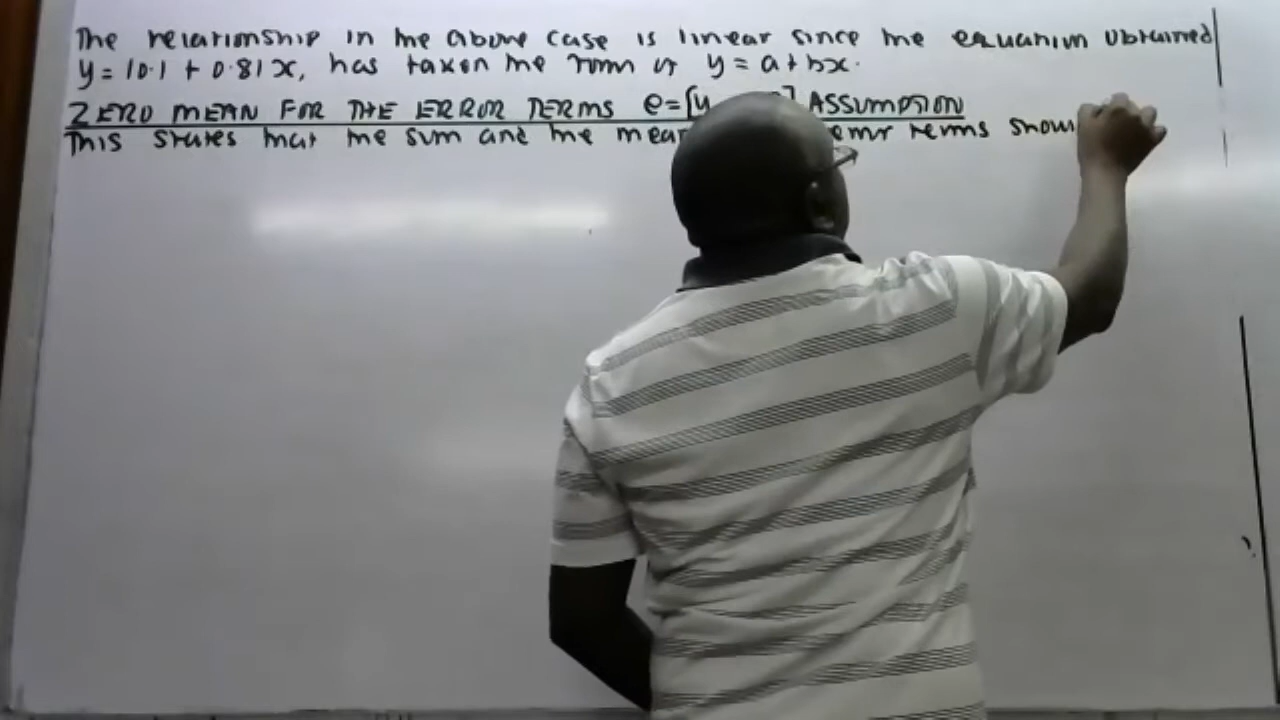 The relationship in the above case is linear since the equation obtained
y = 10.1 + 0.81x, has taken the form of y = a + bx.
ZERO MEAN FOR THE ERROR TERMS e=[y ASSUMPTION
This states that the sum and the mean error terms shou